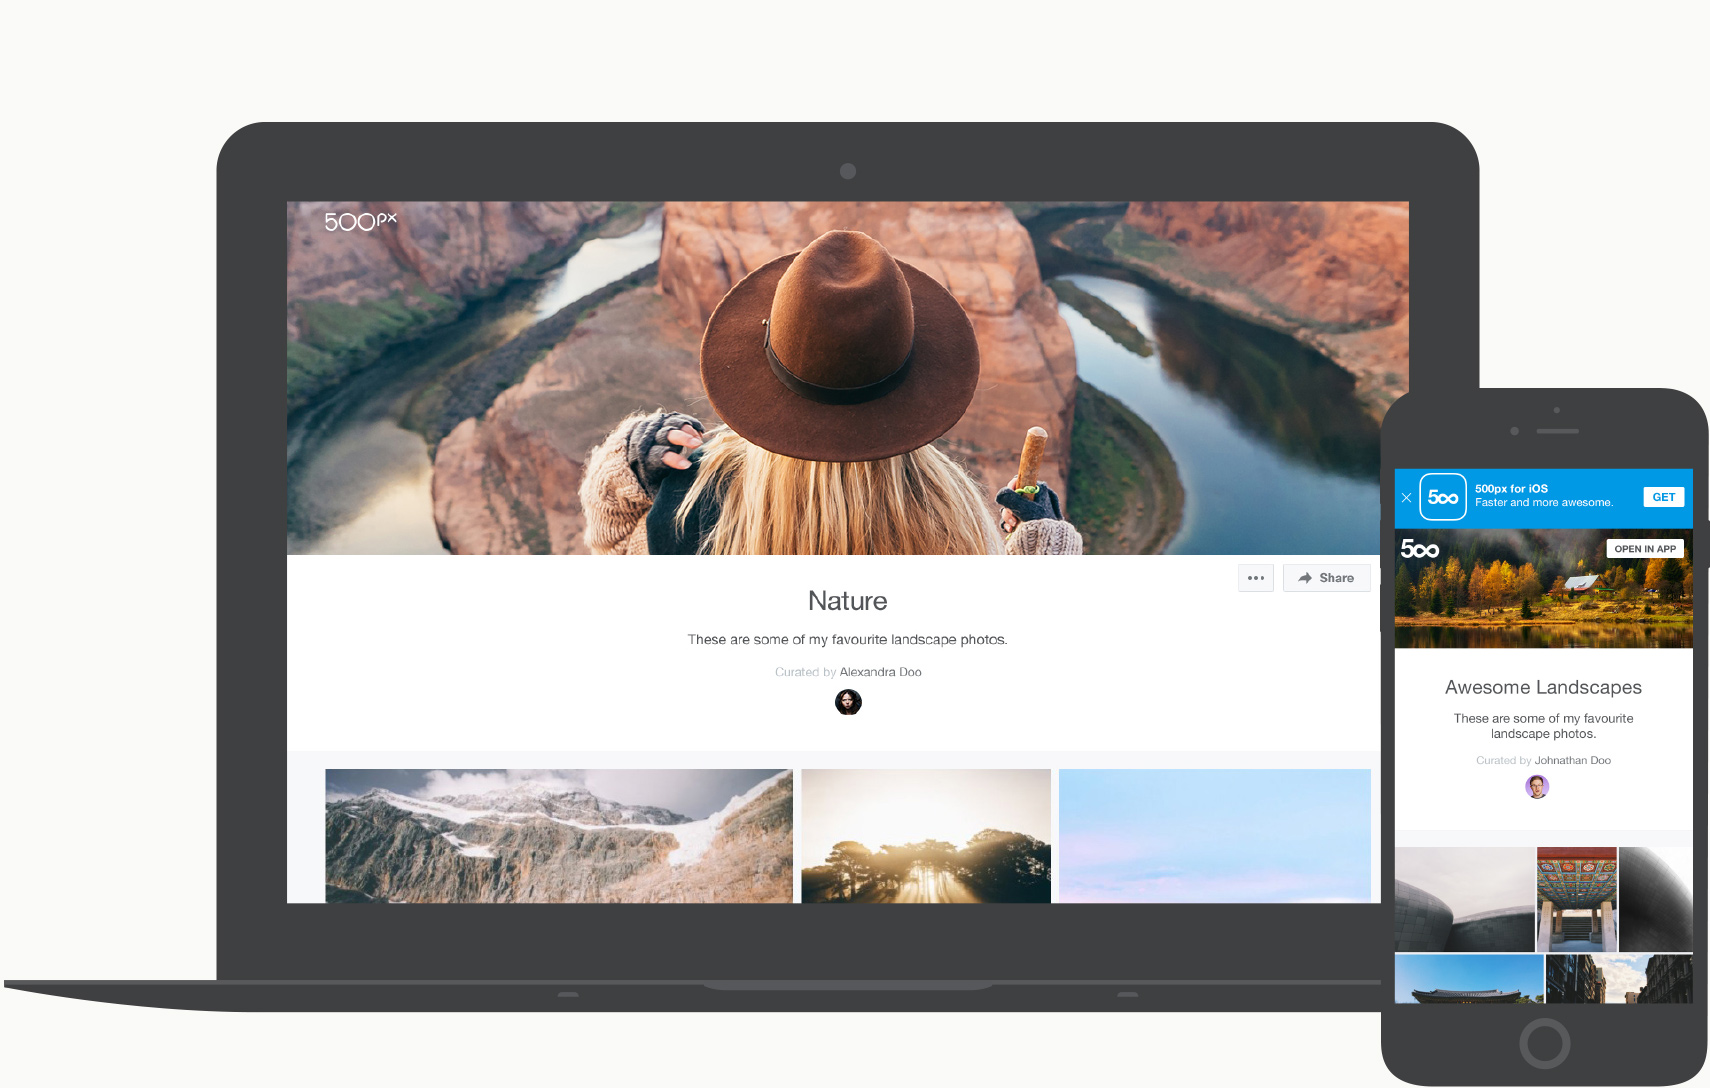 500px
Share
Nature
These are some of my favourite landscape photos.
Curated by Alexandra Doo
500px for iOS
Faster and more awesome.
GET
500
OPEN IN APP
Awesome Landscapes
These are some of my favourite
landscape photos.
Curated by Johnathan Doo